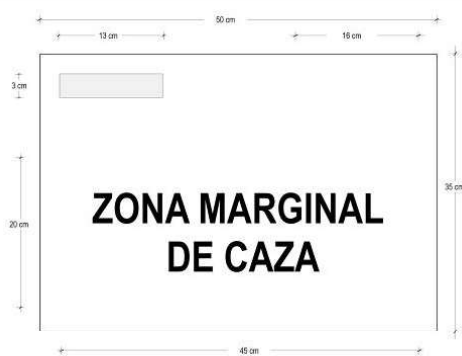 50 cm
13 cm
16 cm
3 cm
35 cm
20 cm
ZONA MARGINAL
DE CAZA
45 cm